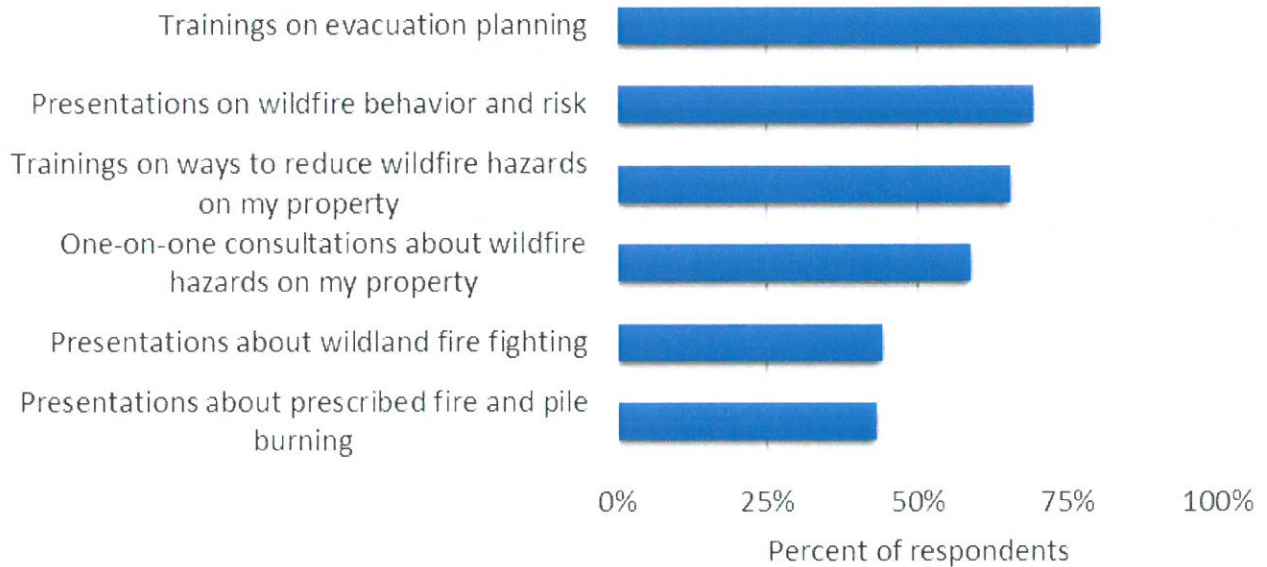 Trainings on evacuation planning
Presentations on wildfire behavior and risk
Trainings on ways to reduce wildfire hazards
on my property
One-on-one consultations about wildfire
hazards on my property
Presentations about wildland fire fighting
Presentations about prescribed fire and pile
burning
0% 25% 50% 75% 100%
Percent of respondents